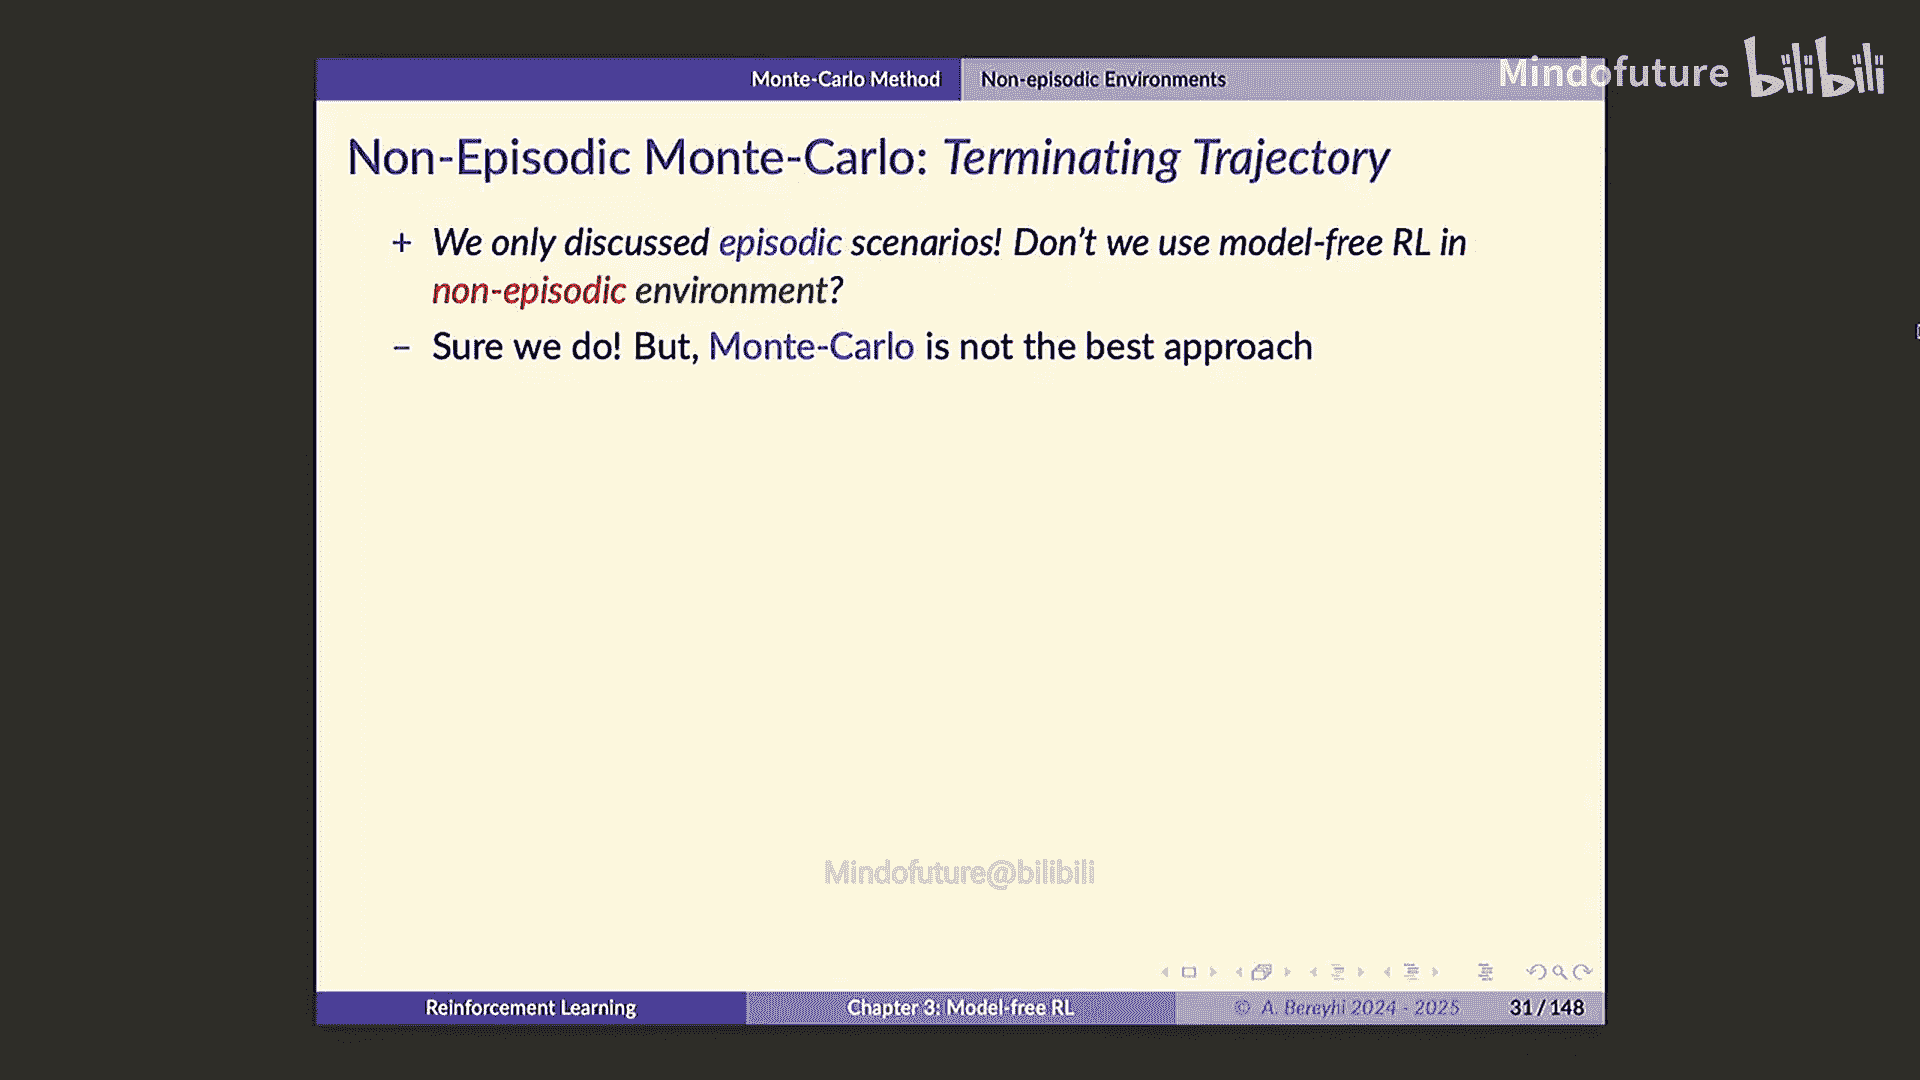 Monte-Carlo Method Non-episodic Environments
Mindofuture bilibili
Non-Episodic Monte-Carlo: Terminating Trajectory
+ We only discussed episodic scenarios! Don't we use model-free RL in
non-episodic environment?
– Sure we do! But, Monte-Carlo is not the best approach
Mindofuture@bilibili
Reinforcement Learning Chapter 3: Model-free RL © A. Bereyhi 2024 - 2025 31 / 148